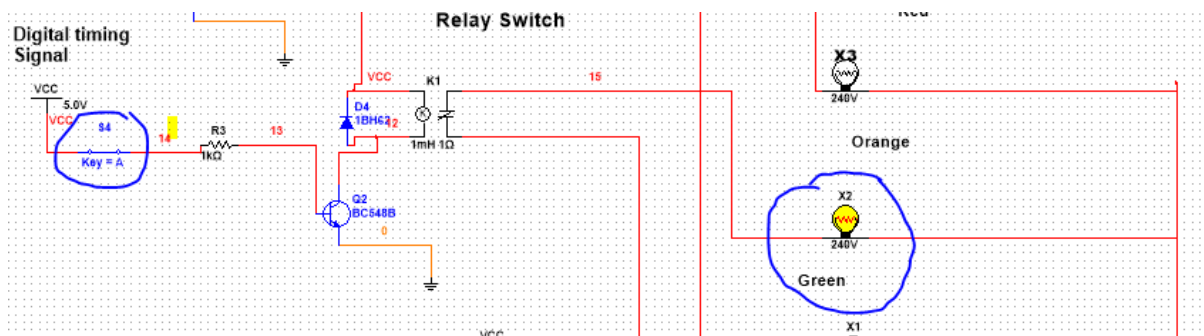 Relay Switch
Red
Digital timing
Signal
VCC
5.0V
VCC
S4
Key = A
14
R3
1kΩ
13
VCC
K1
15
D4
1BH62
12
K
1mH 1Ω
Q2
BC548B
0
X3
240V
Orange
X2
240V
Green
X1
VCC